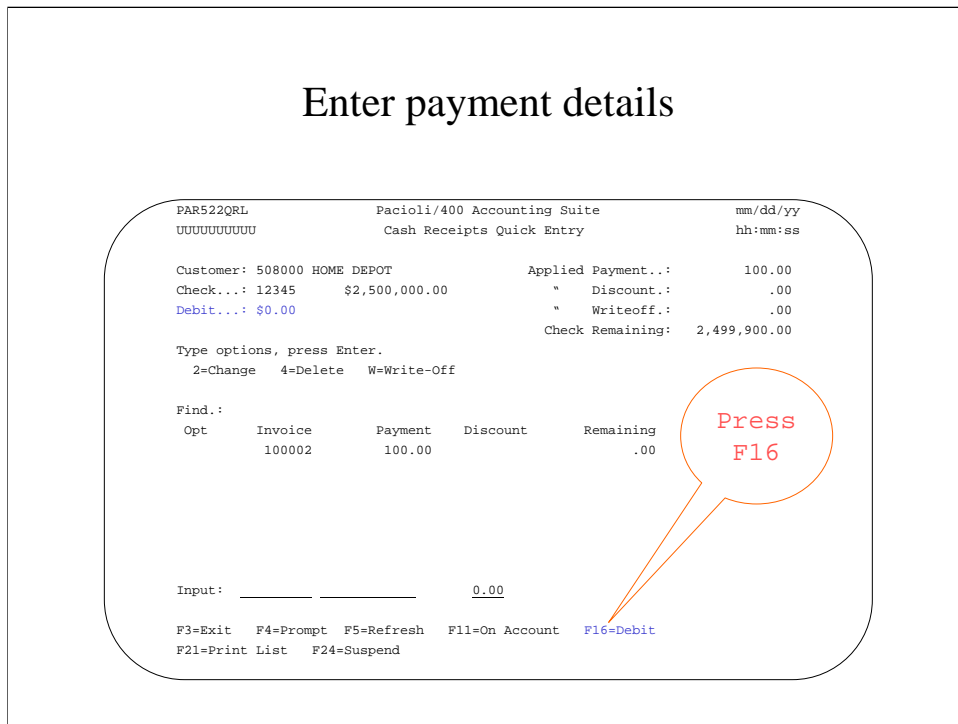 Enter payment details
PAR522QRL Pacioli/400 Accounting Suite mm/dd/yy
UUUUUUUUUU Cash Receipts Quick Entry hh:mm:ss
Customer: 508000 HOME DEPOT Applied Payment..: 100.00
Check...: 12345 $2,500,000.00 " Discount.: .00
Debit...: $0.00 " Writeoff.: .00
Check Remaining: 2,499,900.00
Type options, press Enter.
2=Change 4=Delete W=Write-Off
Find.:
Opt Invoice Payment Discount Remaining
100002 100.00 .00
Press
F16
Input: 0.00
F3=Exit F4=Prompt F5=Refresh F11=On Account F16=Debit
F21=Print List F24=Suspend